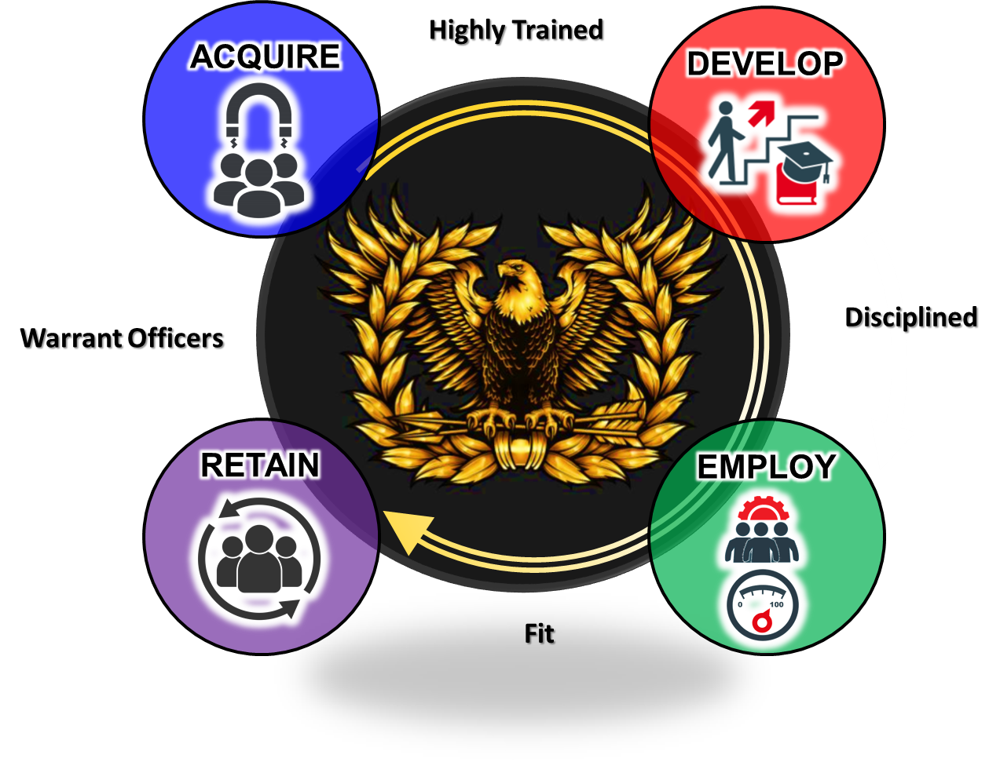 Highly Trained
ACQUIRE
DEVELOP
Disciplined
Warrant Officers
RETAIN
EMPLOY
0 100
Fit